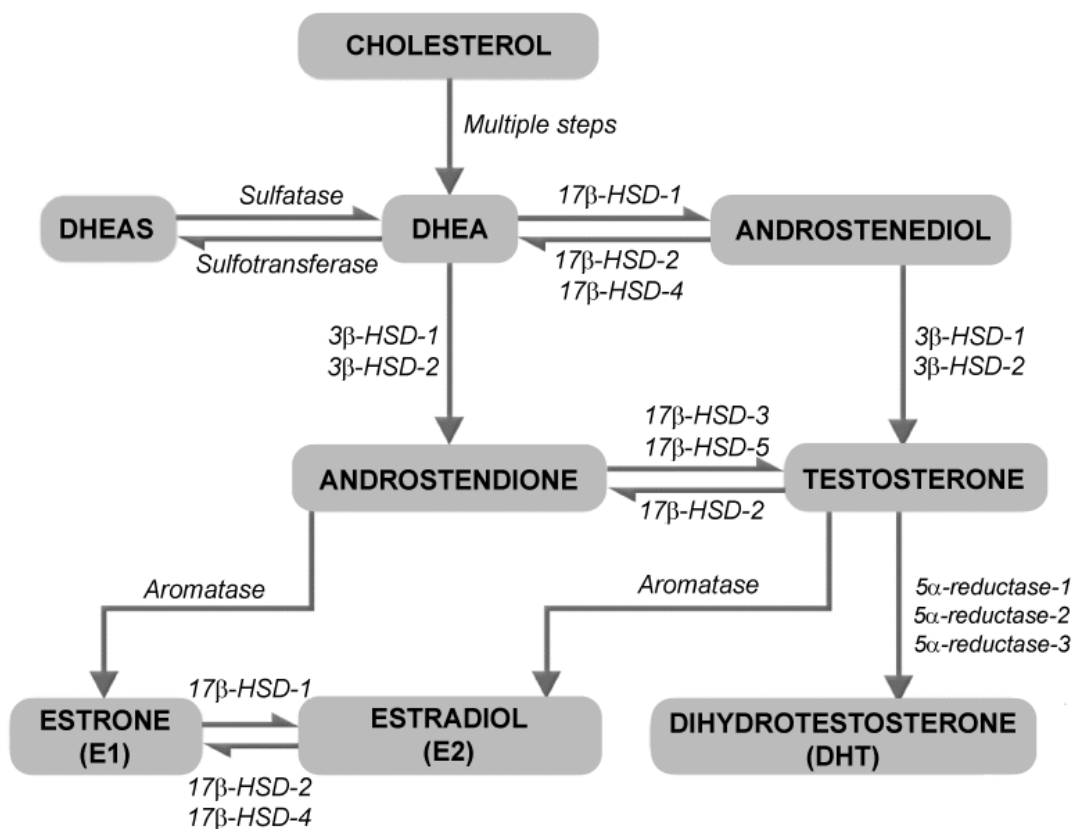 CHOLESTEROL
Multiple steps
Sulfatase
17β-HSD-1
DHEAS
DHEA
ANDROSTENEDIOL
Sulfotransferase
17β-HSD-2
17β-HSD-4
3β-HSD-1
3β-HSD-2
3β-HSD-1
3β-HSD-2
17β-HSD-3
17β-HSD-5
ANDROSTENDIONE
TESTOSTERONE
17β-HSD-2
Aromatase
Aromatase
5α-reductase-1
5α-reductase-2
5α-reductase-3
17β-HSD-1
ESTRONE
(E1)
ESTRADIOL
(E2)
DIHYDROTESTOSTERONE
(DHT)
17β-HSD-2
17β-HSD-4